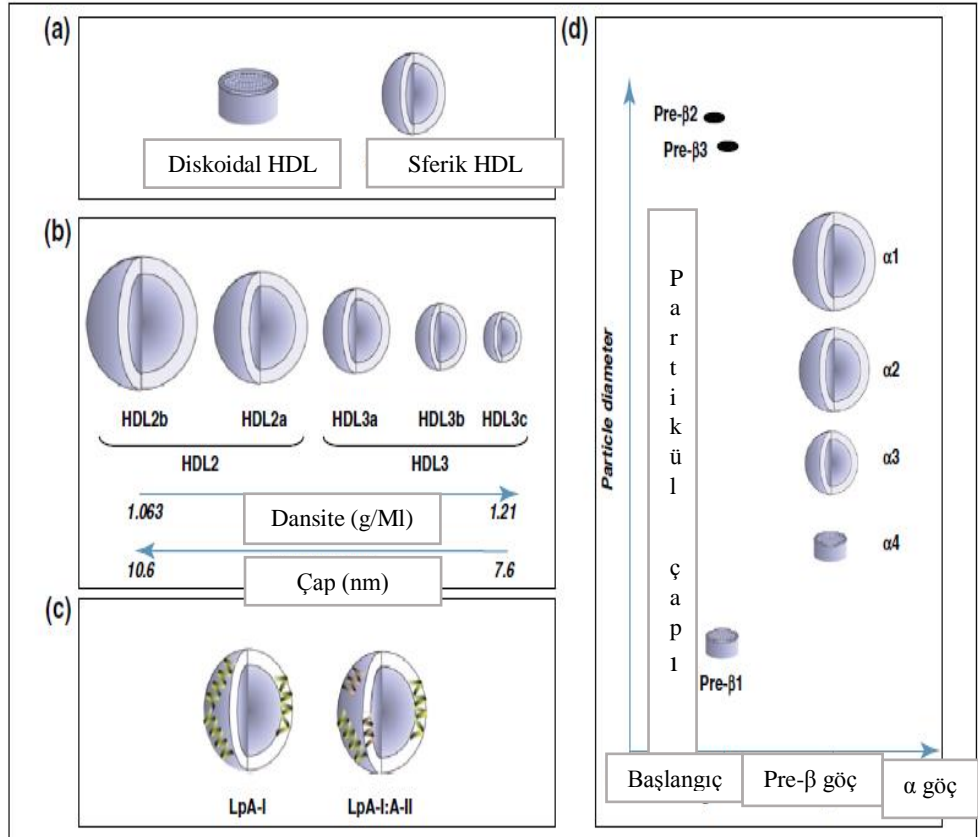 (a)
Diskoidal HDL
Sferik HDL
(b)
HDL2b
HDL2a
HDL3a
HDL3b
HDL3c
HDL2
HDL3
1.063
Dansite (g/Ml)
1.21
10.6
Çap (nm)
7.6
(c)
LpA-I
LpA-I:A-II
(d)
Pre-β2
Pre-β3
α1
α2
α3
α4
Pre-β1
Particle diameter
Partikül çapı
Başlangıç
Pre-β göç
α göç